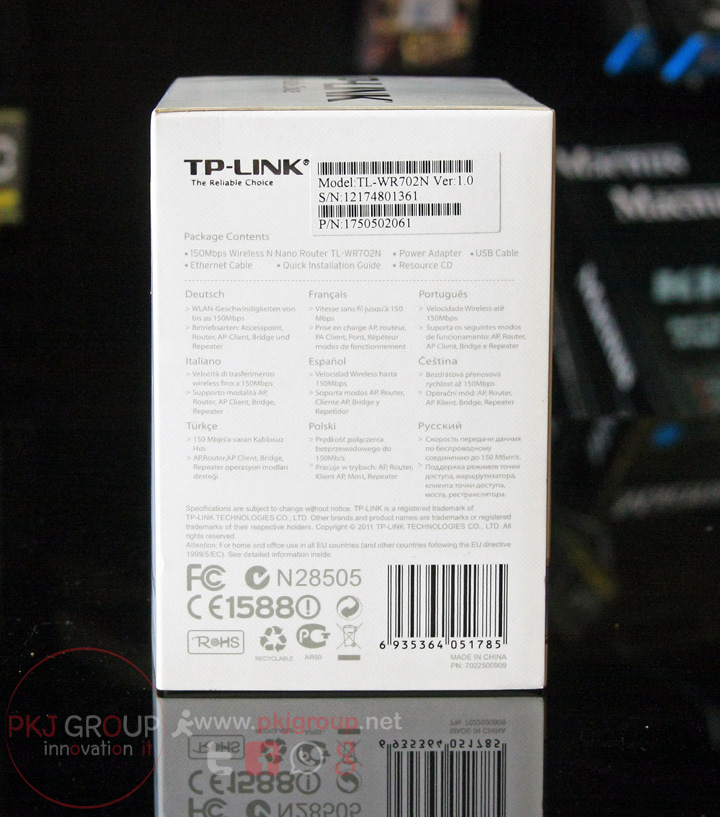 TP-LINK
TP-LINK®
The Reliable Choice
Model:TL-WR702N Ver:1.0
S/N:12174801361
P/N:1750502061
Package Contents
150Mbps Wireless N Nano Router TL-WR702N • Power Adapter • USB Cable
• Ethernet Cable • Quick Installation Guide • Resource CD
Deutsch
> WLAN-Geschwindigkeiten von
bis zu 150Mbps
> Betriebsarten: Accesspoint,
Router, AP Client, Bridge und
Repeater
Français
> Vitesse sans fil jusqu'à 150
Mbps
> Prise en charge AP, routeur,
PA Client, Pont, Répéteur
modes de fonctionnement
Português
> Velocidade Wireless até
150Mbps
> Suporta os seguintes modos
de funcionamento: AP, Router,
AP Client, Bridge e Repeater
Italiano
> Velocità di trasferimento
wireless fino a 150Mbps
> Supporto modalità AP,
Router, AP Client, Bridge,
Repeater
Español
> Velocidad Wireless hasta
150Mbps
> Soporta modos AP, Router,
Cliente AP, Bridge y
Repetidor
Čeština
> Bezdrátová přenosová
rychlost až 150Mbps
> Operační mód: AP, Router,
AP Klient, Bridge, Repeater
Türkçe
> 150 Mbps'a varan Kablosuz
Hızı
> AP,Router,AP Client, Bridge,
Repeater operasyon modları
desteği
Polski
> Prędkość połączenia
bezprzewodowego do
150Mb/s
> Pracuje w trybach: AP, Router,
Klient AP, Most, Repeater
Русский
> Скорость передачи данных
по беспроводному
соединению до 150 Мбит/с
> Поддержка режимов точки
доступа, маршрутизатора,
клиента точки доступа,
моста, ретранслятора
Specifications are subject to change without notice. TP-LINK is a registered trademark of
TP-LINK TECHNOLOGIES CO., LTD. Other brands and product names are trademarks or registered
trademarks of their respective holders. Copyright © 2011 TP-LINK TECHNOLOGIES CO., LTD. All
rights reserved.
Attention: For home and office use in all EU countries (and other countries following the EU directive
1999/5/EC). See detailed information inside.
FC N28505
CE1588
RoHS
RECYCLABLE
АЯ60
6 935364 051785
MADE IN CHINA
PN: 7022500909
PKJ GROUP
innovation it
www.pkjgroup.net